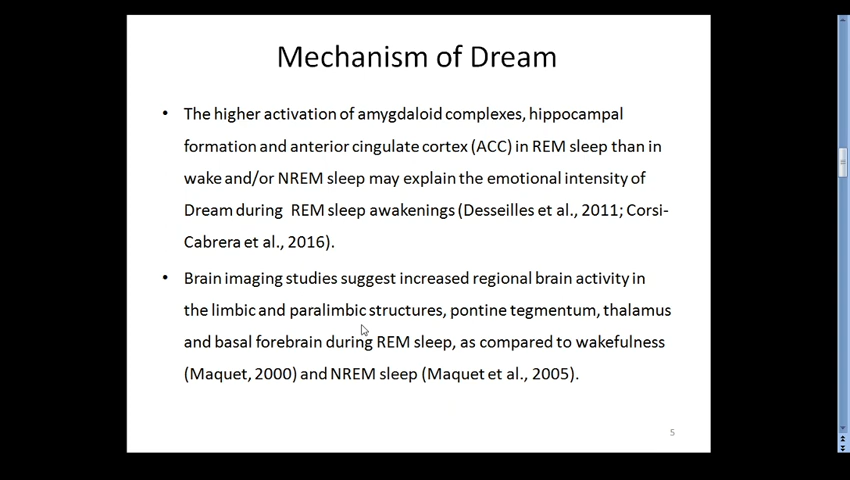 Mechanism of Dream
• The higher activation of amygdaloid complexes, hippocampal
formation and anterior cingulate cortex (ACC) in REM sleep than in
wake and/or NREM sleep may explain the emotional intensity of
Dream during  REM sleep awakenings (Desseilles et al., 2011; Corsi-
Cabrera et al., 2016).
• Brain imaging studies suggest increased regional brain activity in
the limbic and paralimbic structures, pontine tegmentum, thalamus
and basal forebrain during REM sleep, as compared to wakefulness
(Maquet, 2000) and NREM sleep (Maquet et al., 2005).
5